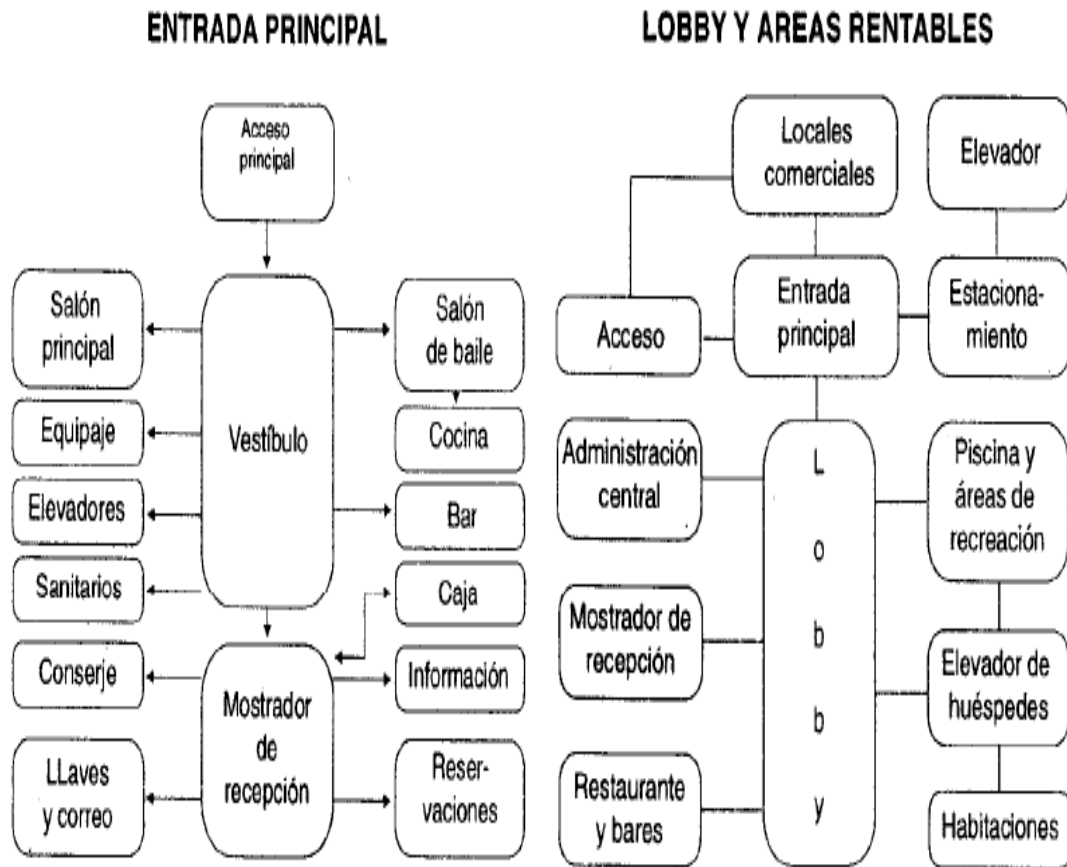 ENTRADA PRINCIPAL
Acceso
principal
Salón
principal
Equipaje
Elevadores
Sanitarios
Conserje
LLaves
y correo
Vestíbulo
Mostrador
de
recepción
Salón
de baile
Cocina
Bar
Caja
Información
Reser-
vaciones
LOBBY Y AREAS RENTABLES
Locales
comerciales
Elevador
Acceso
Entrada
principal
Estaciona-
miento
Administración
central
Mostrador de
recepción
Restaurante
y bares
L
o
b
b
y
Piscina y
áreas de
recreación
Elevador de
huéspedes
Habitaciones